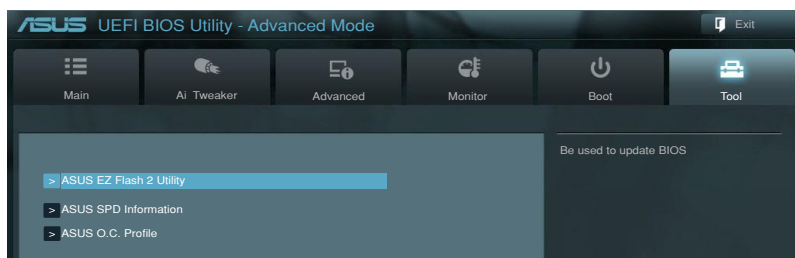 ASUS UEFI BIOS Utility - Advanced Mode Exit
Main Ai Tweaker Advanced Monitor Boot Tool
Be used to update BIOS
> ASUS EZ Flash 2 Utility
> ASUS SPD Information
> ASUS O.C. Profile